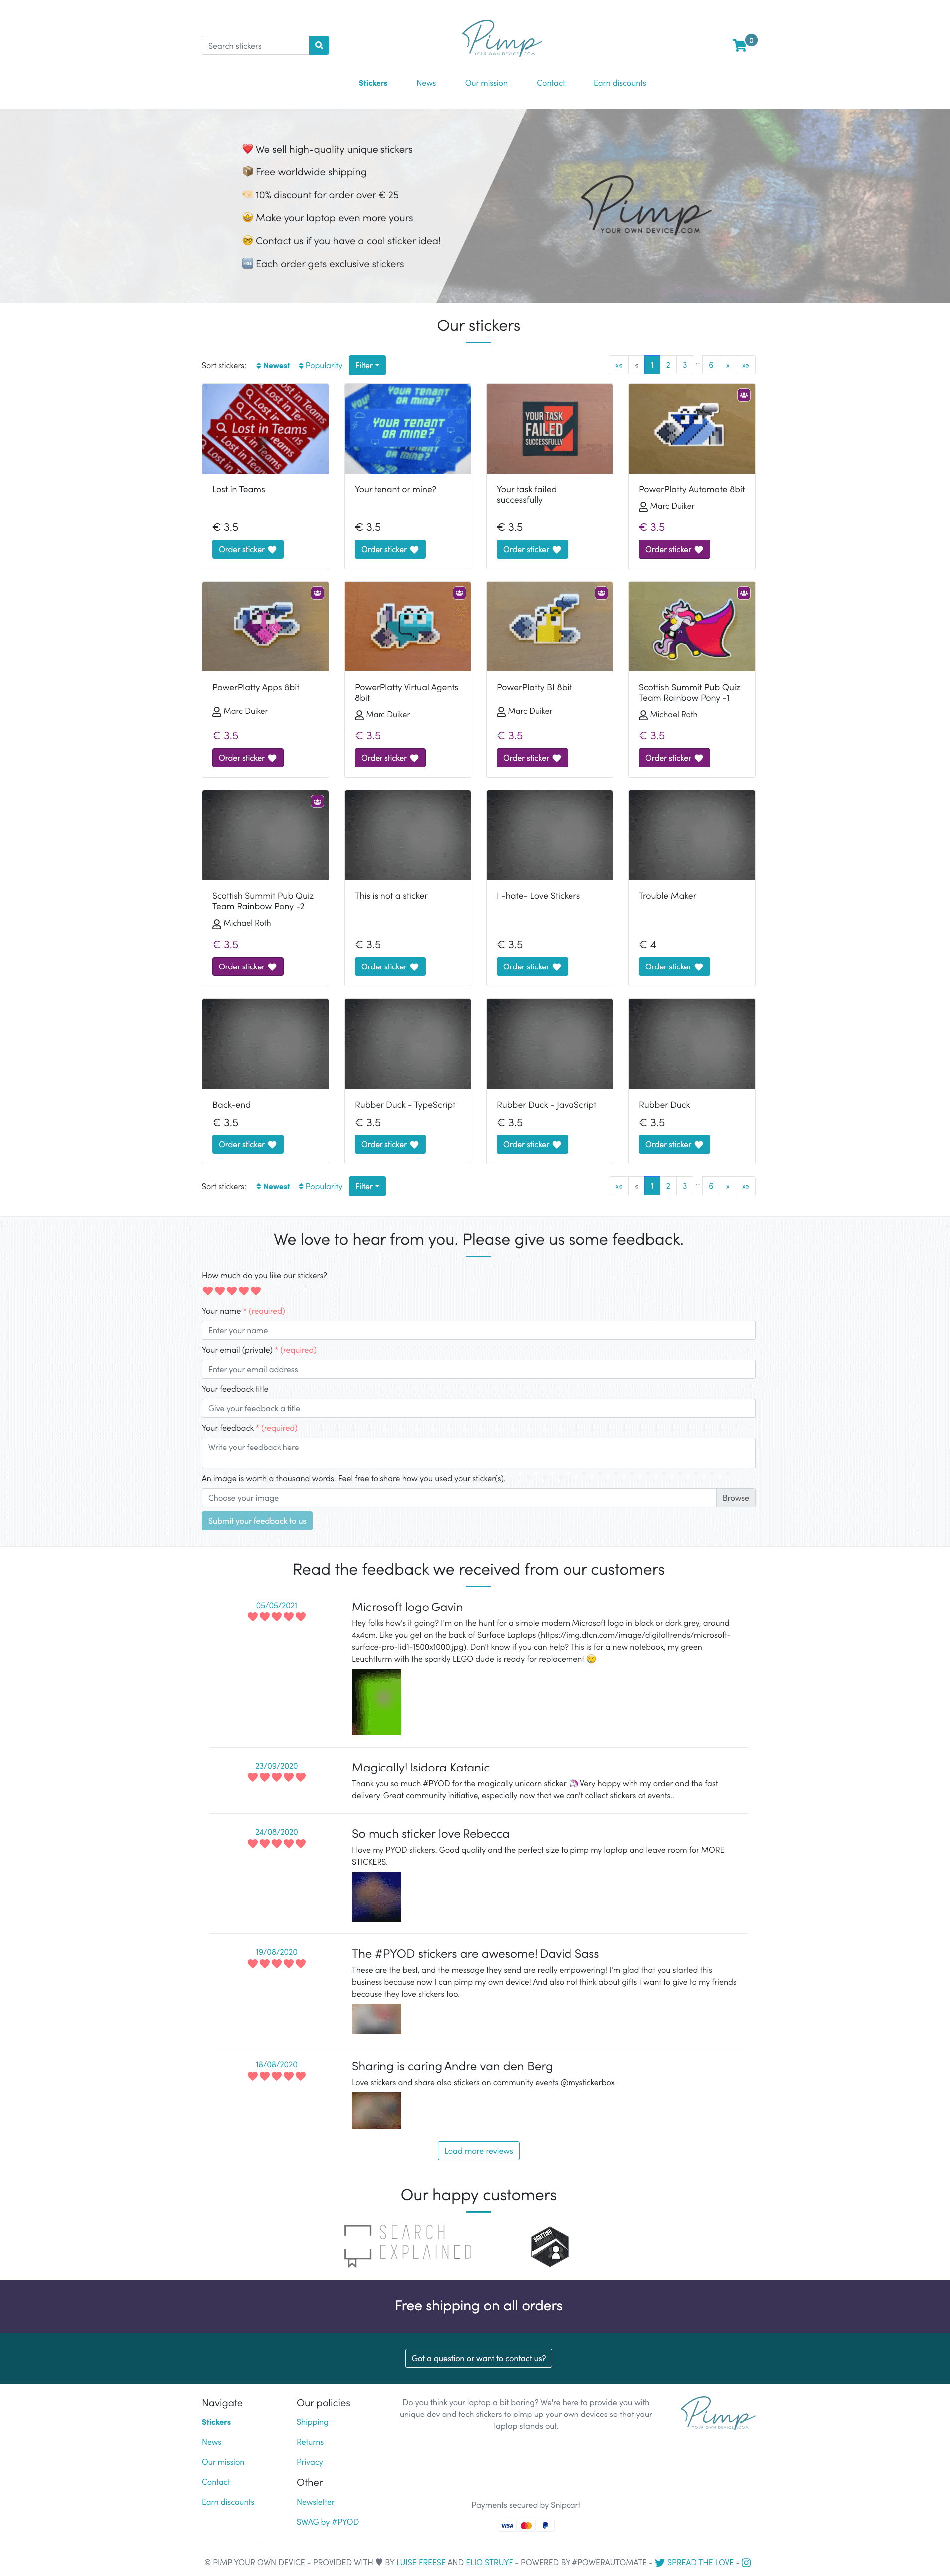 Search stickers
Pimp
YOUR OWN DEVICE.COM
0
Stickers
News
Our mission
Contact
Earn discounts
❤️ We sell high-quality unique stickers
📦 Free worldwide shipping
🏷️ 10% discount for order over € 25
🤩 Make your laptop even more yours
🤓 Contact us if you have a cool sticker idea!
🆓 Each order gets exclusive stickers
Pimp
YOUR OWN DEVICE.COM
Our stickers
Sort stickers: Newest Popularity Filter
«« « 1 2 3 ... 6 » »»
Lost in Teams
Lost in Teams
€ 3.5
Order sticker
YOUR TENANT OR MINE?
Your tenant or mine?
€ 3.5
Order sticker
YOUR TASK
FAILED
SUCCESSFULLY
Your task failed
successfully
€ 3.5
Order sticker
PowerPlatty Automate 8bit
Marc Duiker
€ 3.5
Order sticker
PowerPlatty Apps 8bit
Marc Duiker
€ 3.5
Order sticker
PowerPlatty Virtual Agents
8bit
Marc Duiker
€ 3.5
Order sticker
PowerPlatty BI 8bit
Marc Duiker
€ 3.5
Order sticker
Scottish Summit Pub Quiz
Team Rainbow Pony -1
Michael Roth
€ 3.5
Order sticker
Scottish Summit Pub Quiz
Team Rainbow Pony -2
Michael Roth
€ 3.5
Order sticker
This is not a sticker
€ 3.5
Order sticker
I -hate- Love Stickers
€ 3.5
Order sticker
Trouble Maker
€ 4
Order sticker
Back-end
€ 3.5
Order sticker
Rubber Duck - TypeScript
€ 3.5
Order sticker
Rubber Duck - JavaScript
€ 3.5
Order sticker
Rubber Duck
€ 3.5
Order sticker
Sort stickers: Newest Popularity Filter
«« « 1 2 3 ... 6 » »»
We love to hear from you. Please give us some feedback.
How much do you like our stickers?
Your name * (required)
Enter your name
Your email (private) * (required)
Enter your email address
Your feedback title
Give your feedback a title
Your feedback * (required)
Write your feedback here
An image is worth a thousand words. Feel free to share how you used your sticker(s).
Choose your image
Browse
Submit your feedback to us
Read the feedback we received from our customers
05/05/2021
Microsoft logo Gavin
Hey folks how's it going? I'm on the hunt for a simple modern Microsoft logo in black or dark grey, around
4x4cm. Like you get on the back of Surface Laptops (https://img.dtcn.com/image/digitaltrends/microsoft-
surface-pro-lid1-1500x1000.jpg). Don't know if you can help? This is for a new notebook, my green
Leuchtturm with the sparkly LEGO dude is ready for replacement 😢
23/09/2020
Magically! Isidora Katanic
Thank you so much #PYOD for the magically unicorn sticker 🦄 Very happy with my order and the fast
delivery. Great community initiative, especially now that we can't collect stickers at events..
24/08/2020
So much sticker love Rebecca
I love my PYOD stickers. Good quality and the perfect size to pimp my laptop and leave room for MORE
STICKERS.
19/08/2020
The #PYOD stickers are awesome! David Sass
These are the best, and the message they send are really empowering! I'm glad that you started this
business because now I can pimp my own device! And also not think about gifts I want to give to my friends
because they love stickers too.
18/08/2020
Sharing is caring Andre van den Berg
Love stickers and share also stickers on community events @mystickerbox
Load more reviews
Our happy customers
SEARCH
EXPLAINED
SCOTTISH
Free shipping on all orders
Got a question or want to contact us?
Navigate
Stickers
News
Our mission
Contact
Earn discounts
Our policies
Shipping
Returns
Privacy
Other
Newsletter
SWAG by #PYOD
Do you think your laptop a bit boring? We're here to provide you with
unique dev and tech stickers to pimp up your own devices so that your
laptop stands out.
Payments secured by Snipcart
VISA
Pimp
YOUR OWN DEVICE.COM
© PIMP YOUR OWN DEVICE - PROVIDED WITH 🖤 BY LUISE FREESE AND ELIO STRUYF - POWERED BY #POWERAUTOMATE - SPREAD THE LOVE -